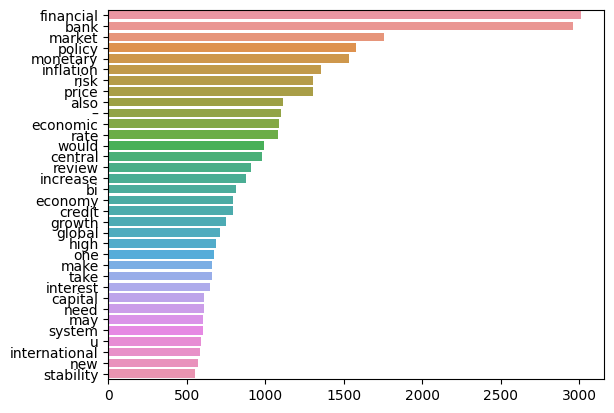 financial
bank
market
policy
monetary
inflation
risk
price
also
–
economic
rate
would
central
review
increase
bi
economy
credit
growth
global
high
one
make
take
interest
capital
need
may
system
u
international
new
stability
0 500 1000 1500 2000 2500 3000